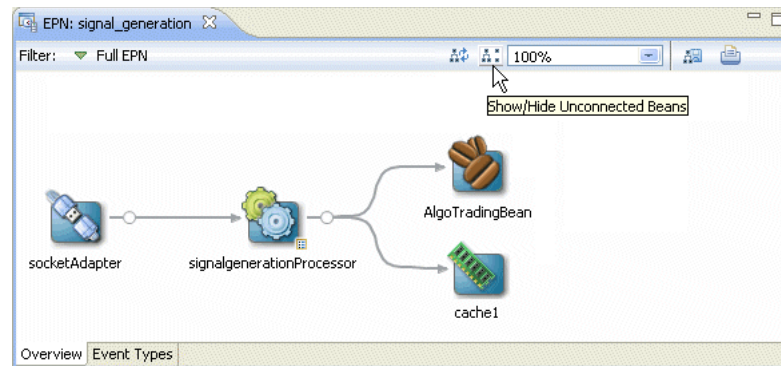 EPN: signal_generation
Filter: Full EPN 100%
Show/Hide Unconnected Beans
AlgoTradingBean
socketAdapter signalgenerationProcessor
cache1
Overview Event Types